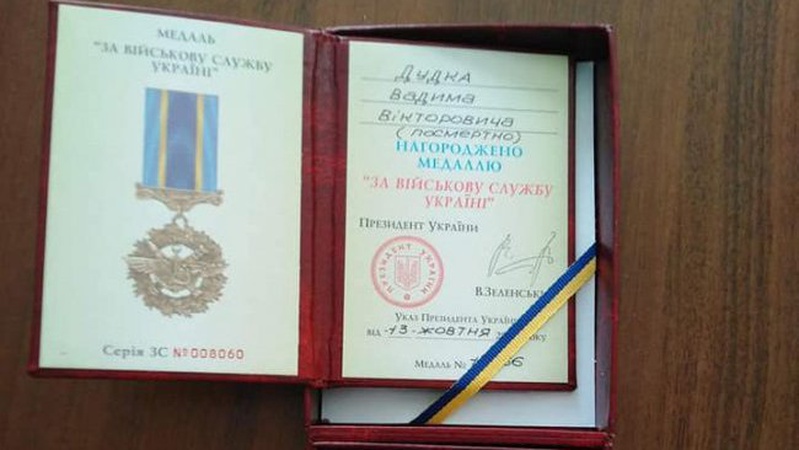 МЕДАЛЬ
"ЗА ВІЙСЬКОВУ СЛУЖБУ
УКРАЇНІ"
Серія ЗС №008060
Дудка
Вадима
Вікторовича
(посмертно)
НАГОРОДЖЕНО
МЕДАЛЛЮ
"ЗА ВІЙСЬКОВУ СЛУЖБУ
УКРАЇНІ"
ПРЕЗИДЕНТ УКРАЇНИ
ПРЕЗИДЕНТ УКРАЇНИ
В.ЗЕЛЕНСЬК
УКАЗ ПРЕЗИДЕНТА УКРАЇН
ВІД 13 ЖОВТНЯ
МЕДАЛЬ №